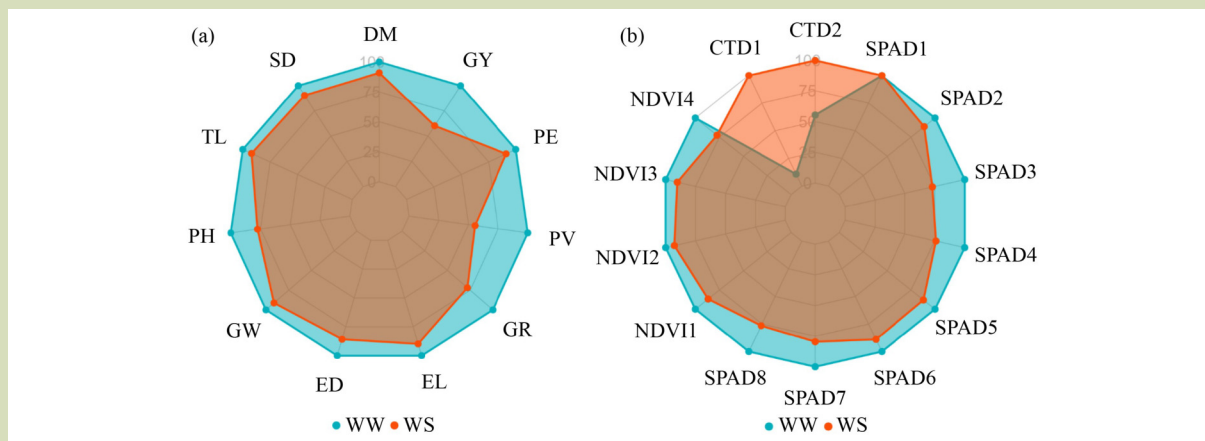 (a)
DM
GY
PE
PV
GR
EL
ED
GW
PH
TL
SD
100
75
50
25
0
WW WS
(b)
CTD2
SPAD1
SPAD2
SPAD3
SPAD4
SPAD5
SPAD6
SPAD7
SPAD8
NDVI1
NDVI2
NDVI3
NDVI4
CTD1
100
75
50
25
0
WW WS